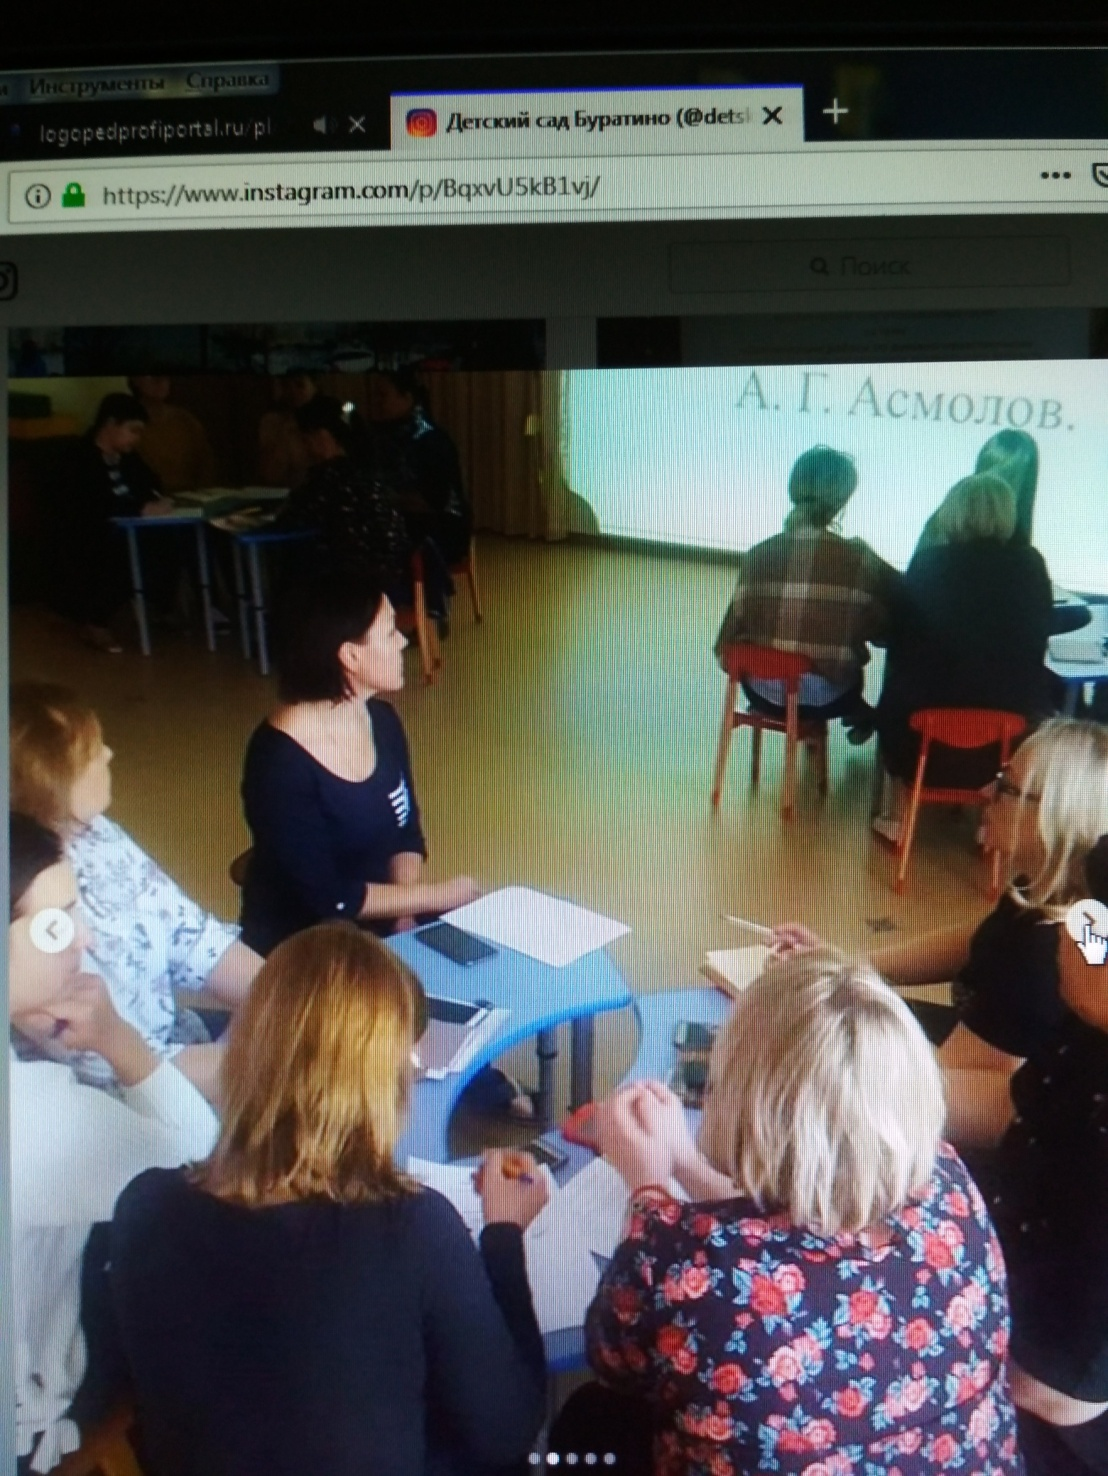 Инструменты Справка
logopedprofiportal.ru/pl
Детский сад Буратино (@dets
https://www.instagram.com/p/BqxvU5kB1vj/
Поиск
А. Г. Асмолов.